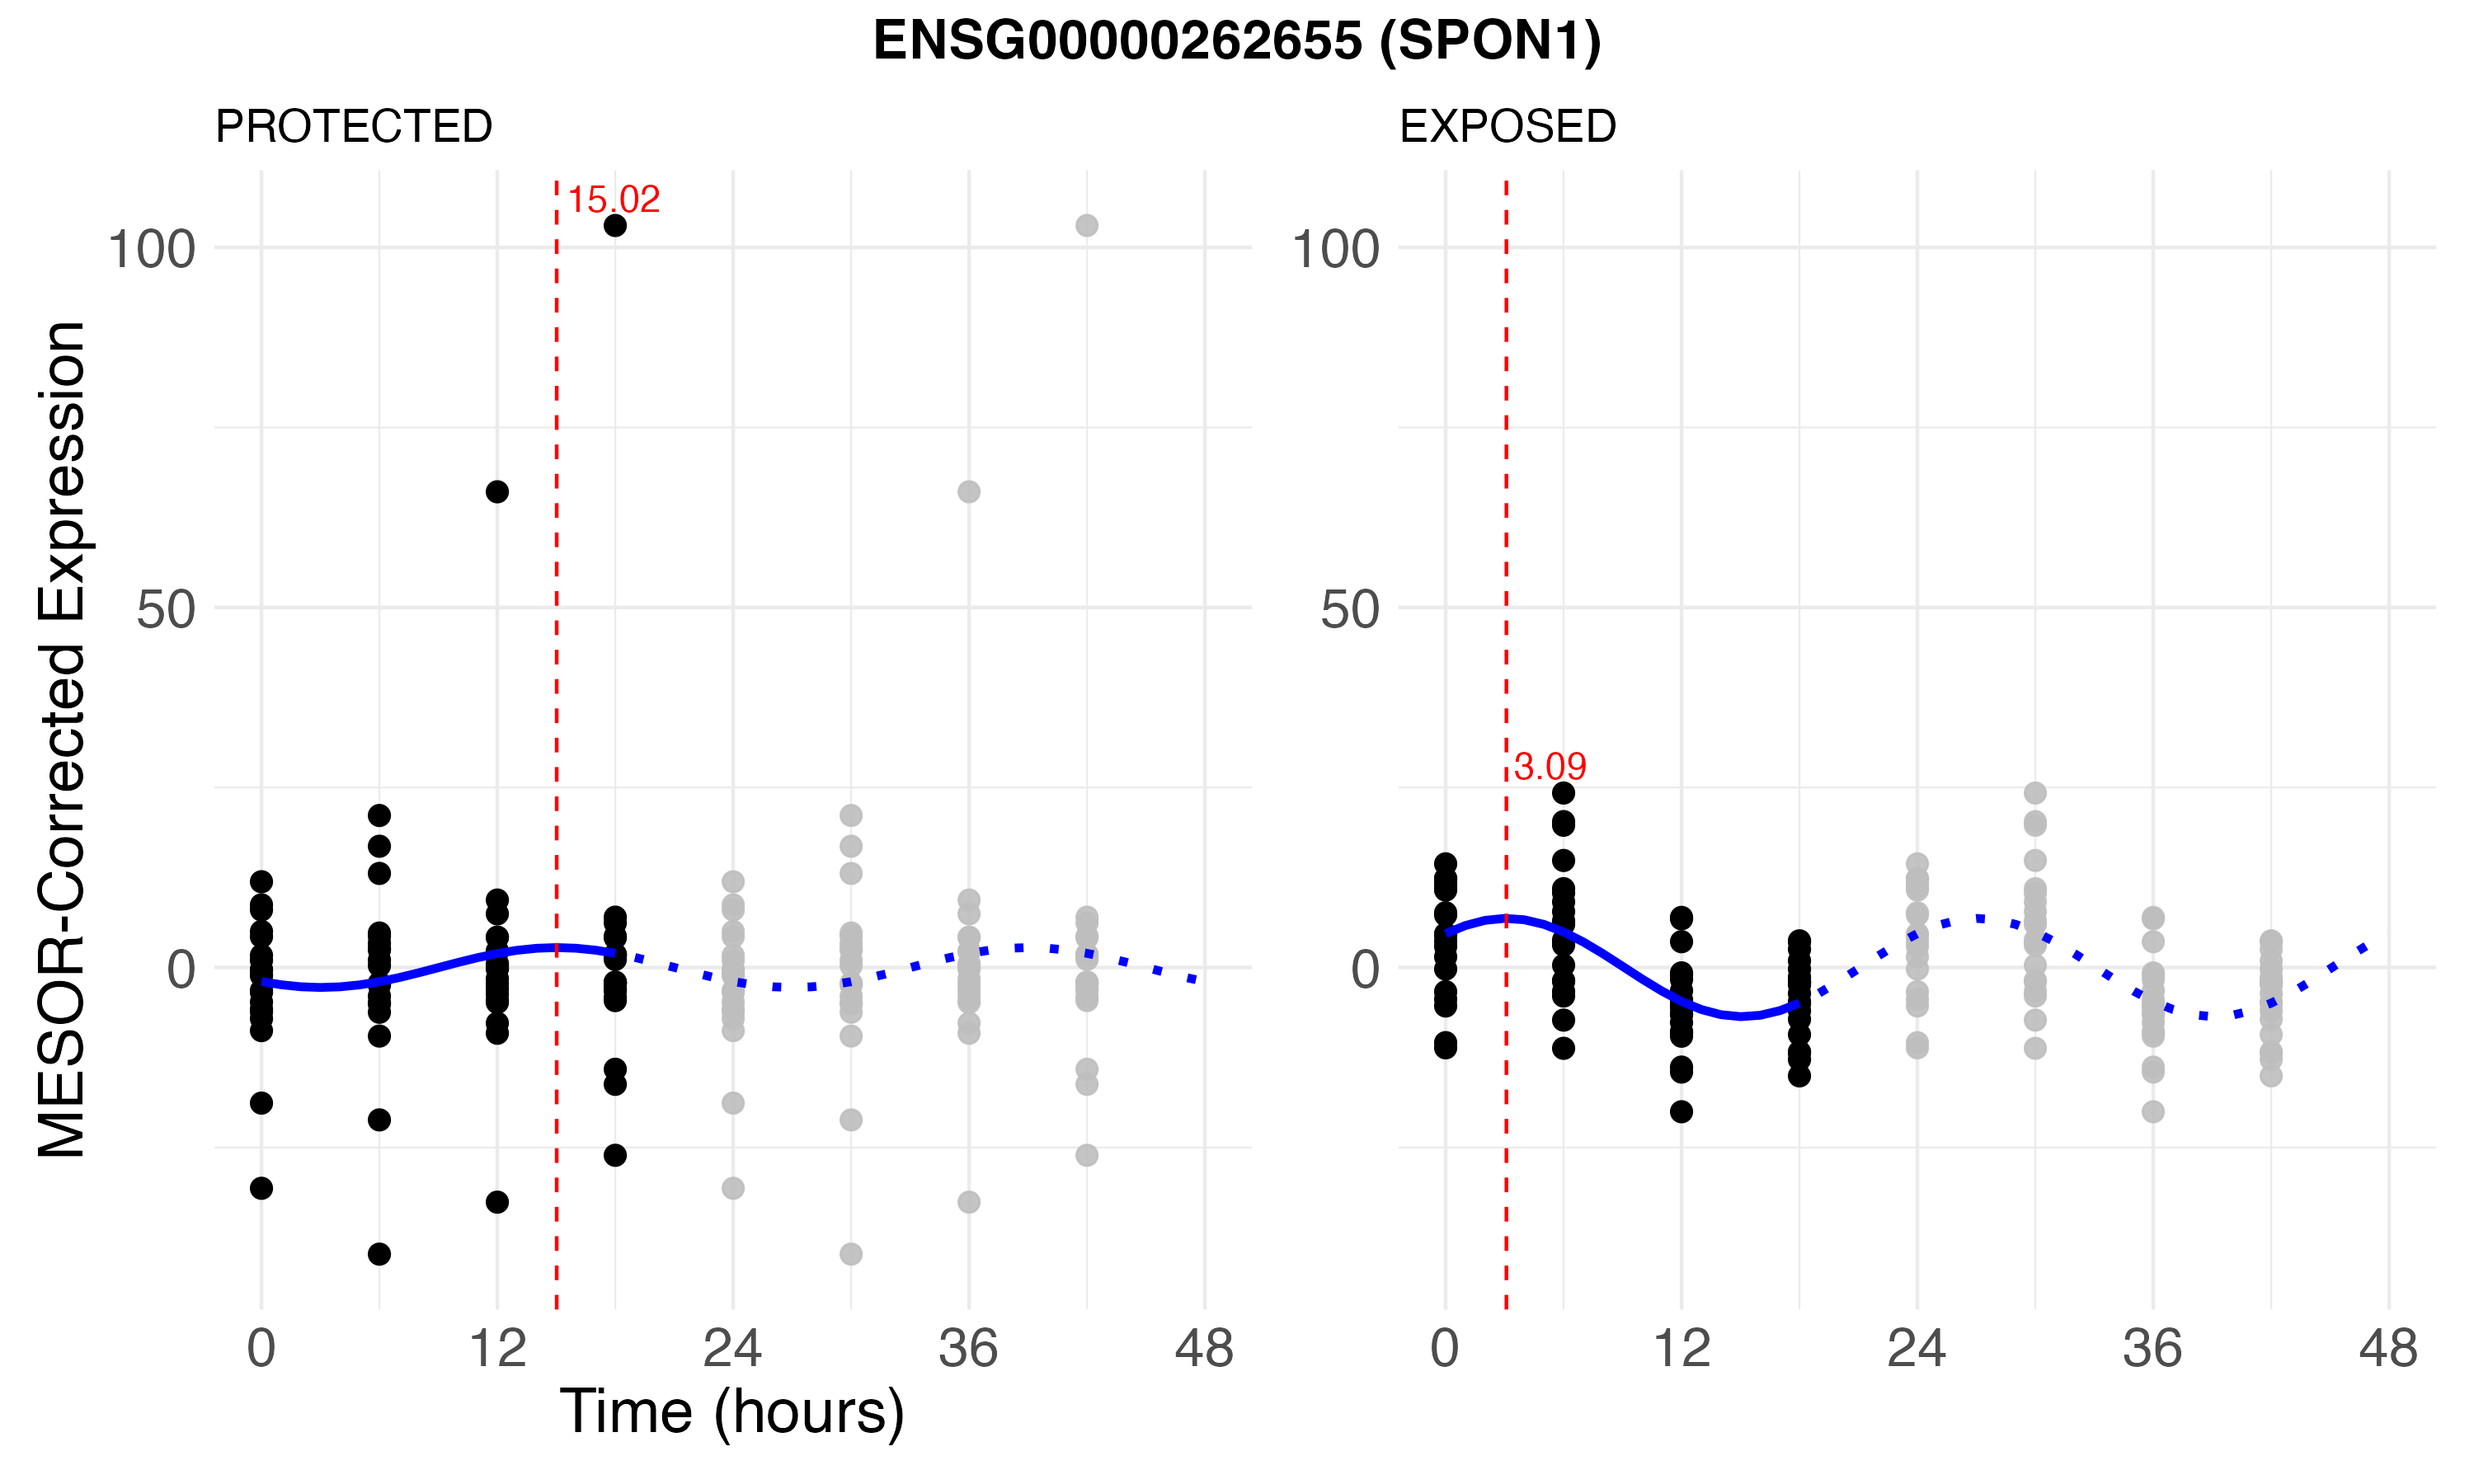 ENSG00000262655 (SPON1)
PROTECTED
EXPOSED
MESOR-Corrected Expression
100
50
0
15.02
0 12 24 36 48
100
50
0
3.09
0 12 24 36 48
Time (hours)